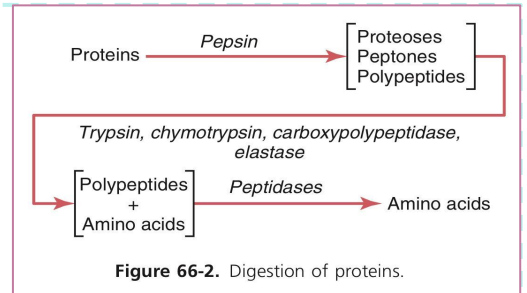 Pepsin
Proteins
Proteoses
Peptones
Polypeptides
Trypsin, chymotrypsin, carboxypolypeptidase,
elastase
Polypeptides
+
Amino acids
Peptidases
Amino acids
Figure 66-2. Digestion of proteins.